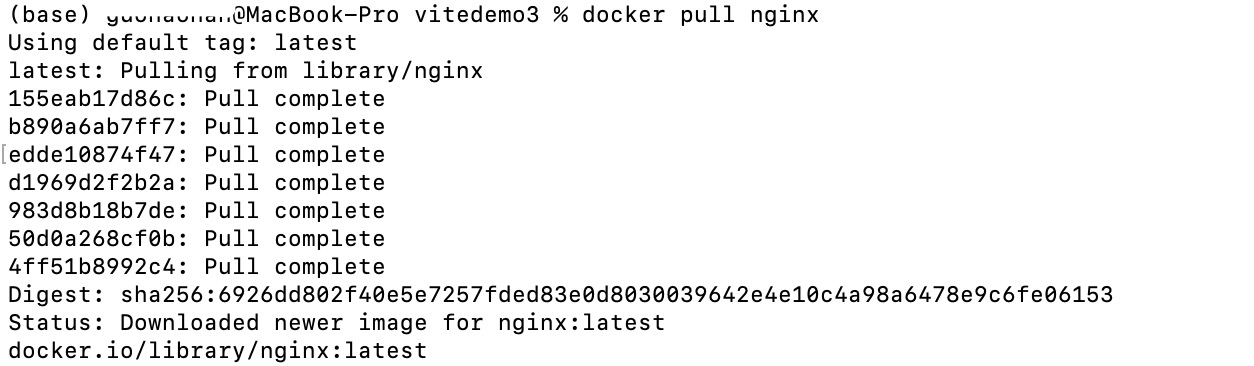 (base) @MacBook-Pro vitedemo3 % docker pull nginx
Using default tag: latest
latest: Pulling from library/nginx
155eab17d86c: Pull complete
b890a6ab7ff7: Pull complete
[edde10874f47: Pull complete
d1969d2f2b2a: Pull complete
983d8b18b7de: Pull complete
50d0a268cf0b: Pull complete
4ff51b8992c4: Pull complete
Digest: sha256:6926dd802f40e5e7257fded83e0d8030039642e4e10c4a98a6478e9c6fe06153
Status: Downloaded newer image for nginx:latest
docker.io/library/nginx:latest